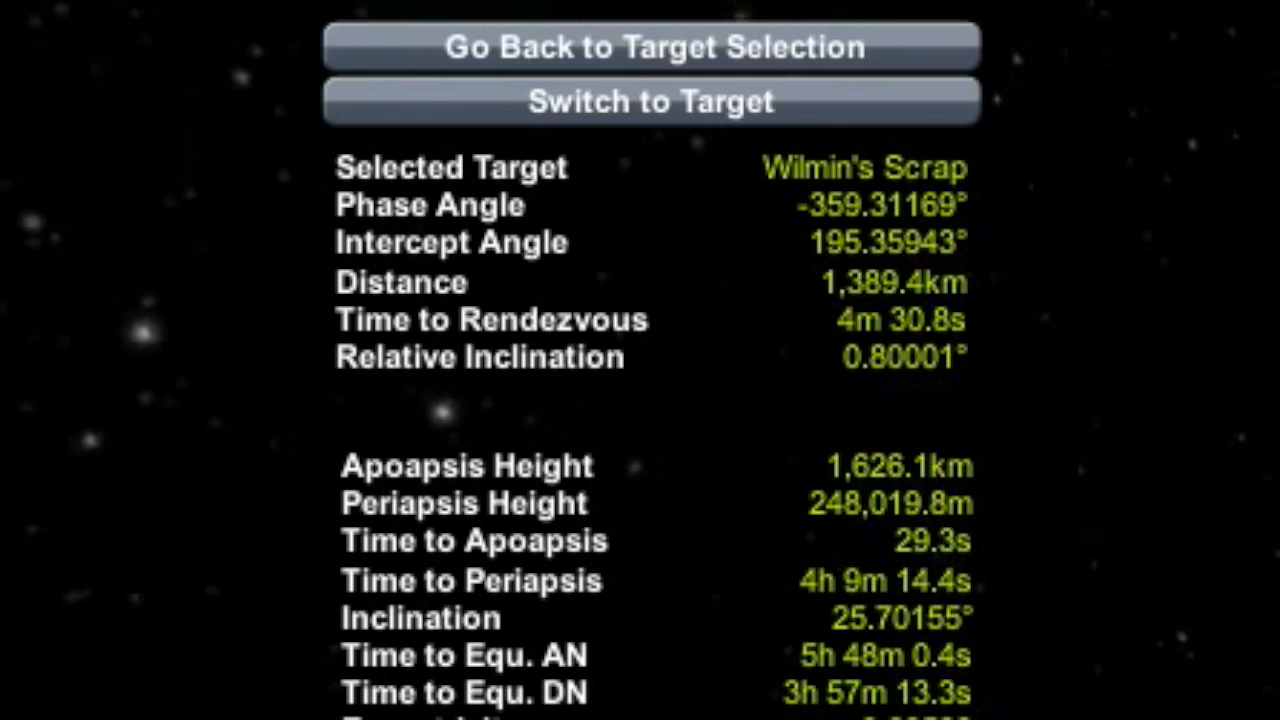 Go Back to Target Selection
Switch to Target
Selected Target Wilmin's Scrap
Phase Angle -359.31169°
Intercept Angle 195.35943°
Distance 1,389.4km
Time to Rendezvous 4m 30.8s
Relative Inclination 0.80001°
Apoapsis Height 1,626.1km
Periapsis Height 248,019.8m
Time to Apoapsis 29.3s
Time to Periapsis 4h 9m 14.4s
Inclination 25.70155°
Time to Equ. AN 5h 48m 0.4s
Time to Equ. DN 3h 57m 13.3s